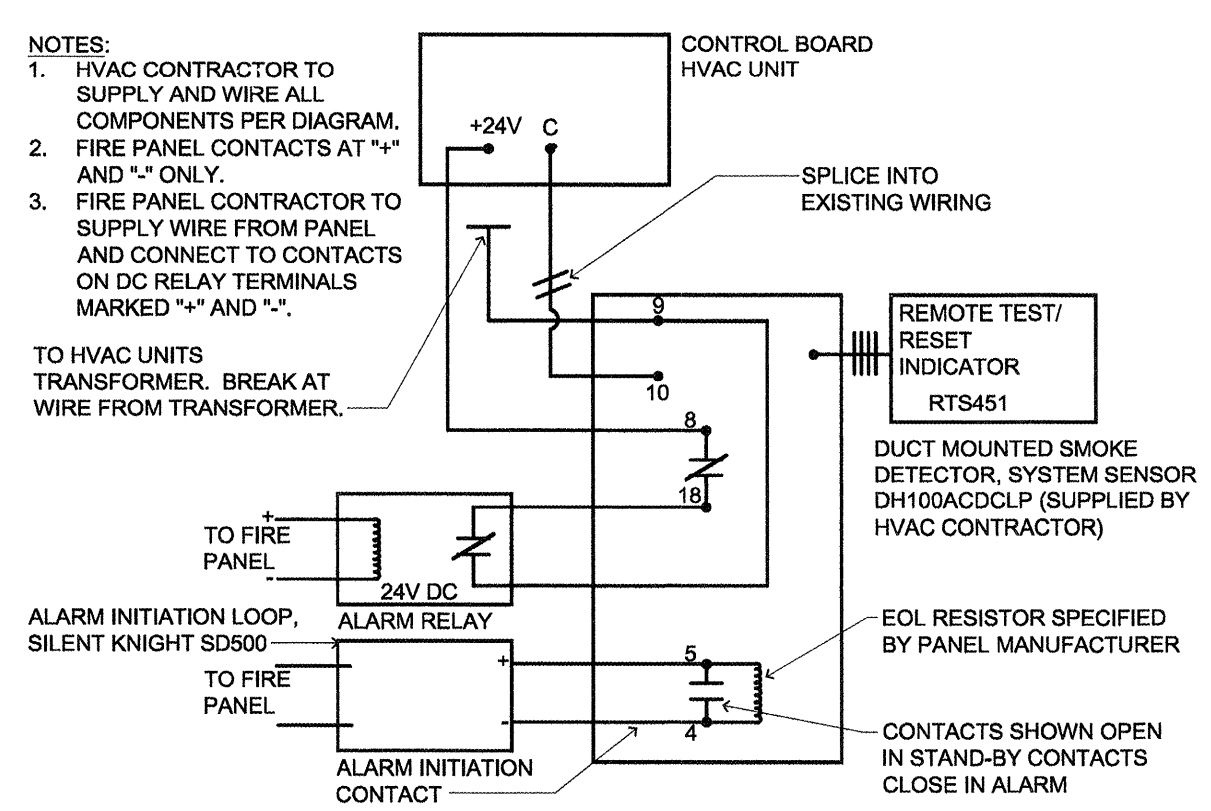 NOTES:
1. HVAC CONTRACTOR TO
SUPPLY AND WIRE ALL
COMPONENTS PER DIAGRAM.
2. FIRE PANEL CONTACTS AT "+"
AND "-" ONLY.
3. FIRE PANEL CONTRACTOR TO
SUPPLY WIRE FROM PANEL
AND CONNECT TO CONTACTS
ON DC RELAY TERMINALS
MARKED "+" AND "-".
TO HVAC UNITS
TRANSFORMER. BREAK AT
WIRE FROM TRANSFORMER.
CONTROL BOARD
HVAC UNIT
+24V C
SPLICE INTO
EXISTING WIRING
9
10
8
18
REMOTE TEST/
RESET
INDICATOR
RTS451
DUCT MOUNTED SMOKE
DETECTOR, SYSTEM SENSOR
DH100ACDCLP (SUPPLIED BY
HVAC CONTRACTOR)
+
TO FIRE
PANEL
-
24V DC
ALARM RELAY
ALARM INITIATION LOOP,
SILENT KNIGHT SD500
TO FIRE
PANEL
+
-
5
4
ALARM INITIATION
CONTACT
EOL RESISTOR SPECIFIED
BY PANEL MANUFACTURER
CONTACTS SHOWN OPEN
IN STAND-BY CONTACTS
CLOSE IN ALARM